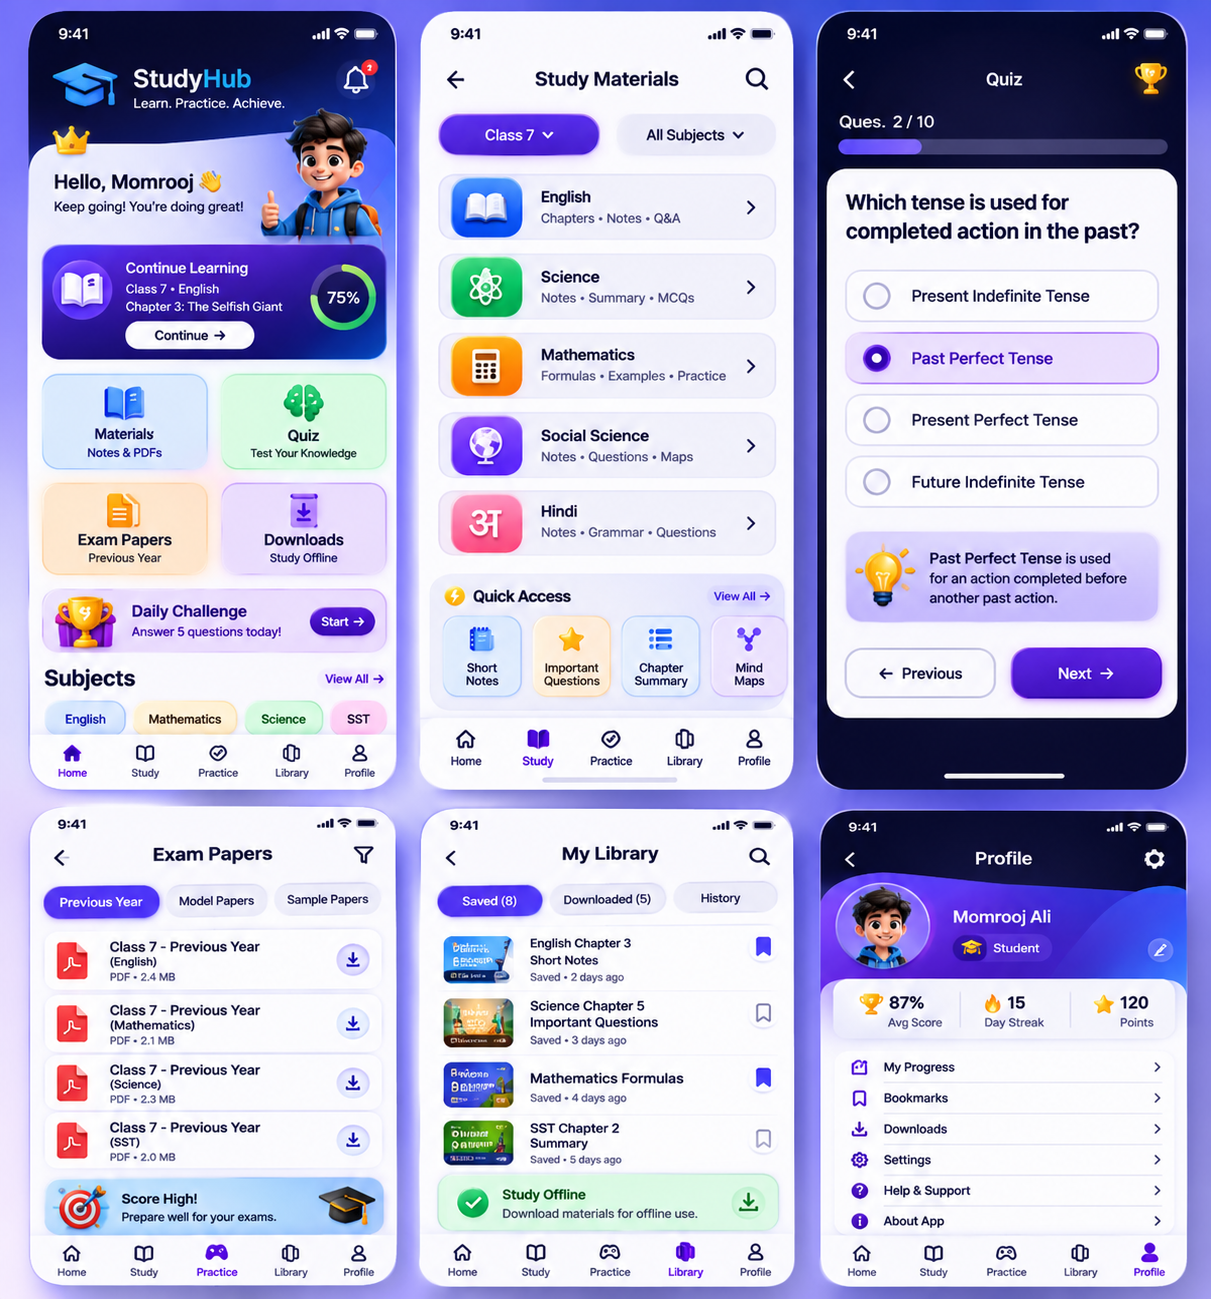 9:41
StudyHub
Learn. Practice. Achieve.
2
Hello, Momrooj 👋
Keep going! You're doing great!
Continue Learning
Class 7 • English
Chapter 3: The Selfish Giant
Continue →
75%
Materials
Notes & PDFs
Quiz
Test Your Knowledge
Exam Papers
Previous Year
Downloads
Study Offline
Daily Challenge
Answer 5 questions today!
Start →
Subjects
View All →
English
Mathematics
Science
SST
Home
Study
Practice
Library
Profile
9:41
← Study Materials
Class 7
All Subjects
English
Chapters • Notes • Q&A
Science
Notes • Summary • MCQs
Mathematics
Formulas • Examples • Practice
Social Science
Notes • Questions • Maps
अ
Hindi
Notes • Grammar • Questions
Quick Access
View All →
Short
Notes
Important
Questions
Chapter
Summary
Mind
Maps
Home
Study
Practice
Library
Profile
9:41
Quiz
Ques. 2 / 10
Which tense is used for
completed action in the past?
Present Indefinite Tense
Past Perfect Tense
Present Perfect Tense
Future Indefinite Tense
Past Perfect Tense is used
for an action completed before
another past action.
← Previous
Next →
9:41
← Exam Papers
Previous Year
Model Papers
Sample Papers
Class 7 - Previous Year
(English)
PDF • 2.4 MB
Class 7 - Previous Year
(Mathematics)
PDF • 2.1 MB
Class 7 - Previous Year
(Science)
PDF • 2.3 MB
Class 7 - Previous Year
(SST)
PDF • 2.0 MB
Score High!
Prepare well for your exams.
Home
Study
Practice
Library
Profile
9:41
My Library
Saved (8)
Downloaded (5)
History
English Chapter 3
Short Notes
Saved • 2 days ago
Science Chapter 5
Important Questions
Saved • 3 days ago
Mathematics Formulas
Saved • 4 days ago
SST Chapter 2
Summary
Saved • 5 days ago
Study Offline
Download materials for offline use.
Home
Study
Practice
Library
Profile
9:41
Profile
Momrooj Ali
Student
87%
Avg Score
15
Day Streak
120
Points
My Progress
Bookmarks
Downloads
Settings
Help & Support
About App
Home
Study
Practice
Library
Profile